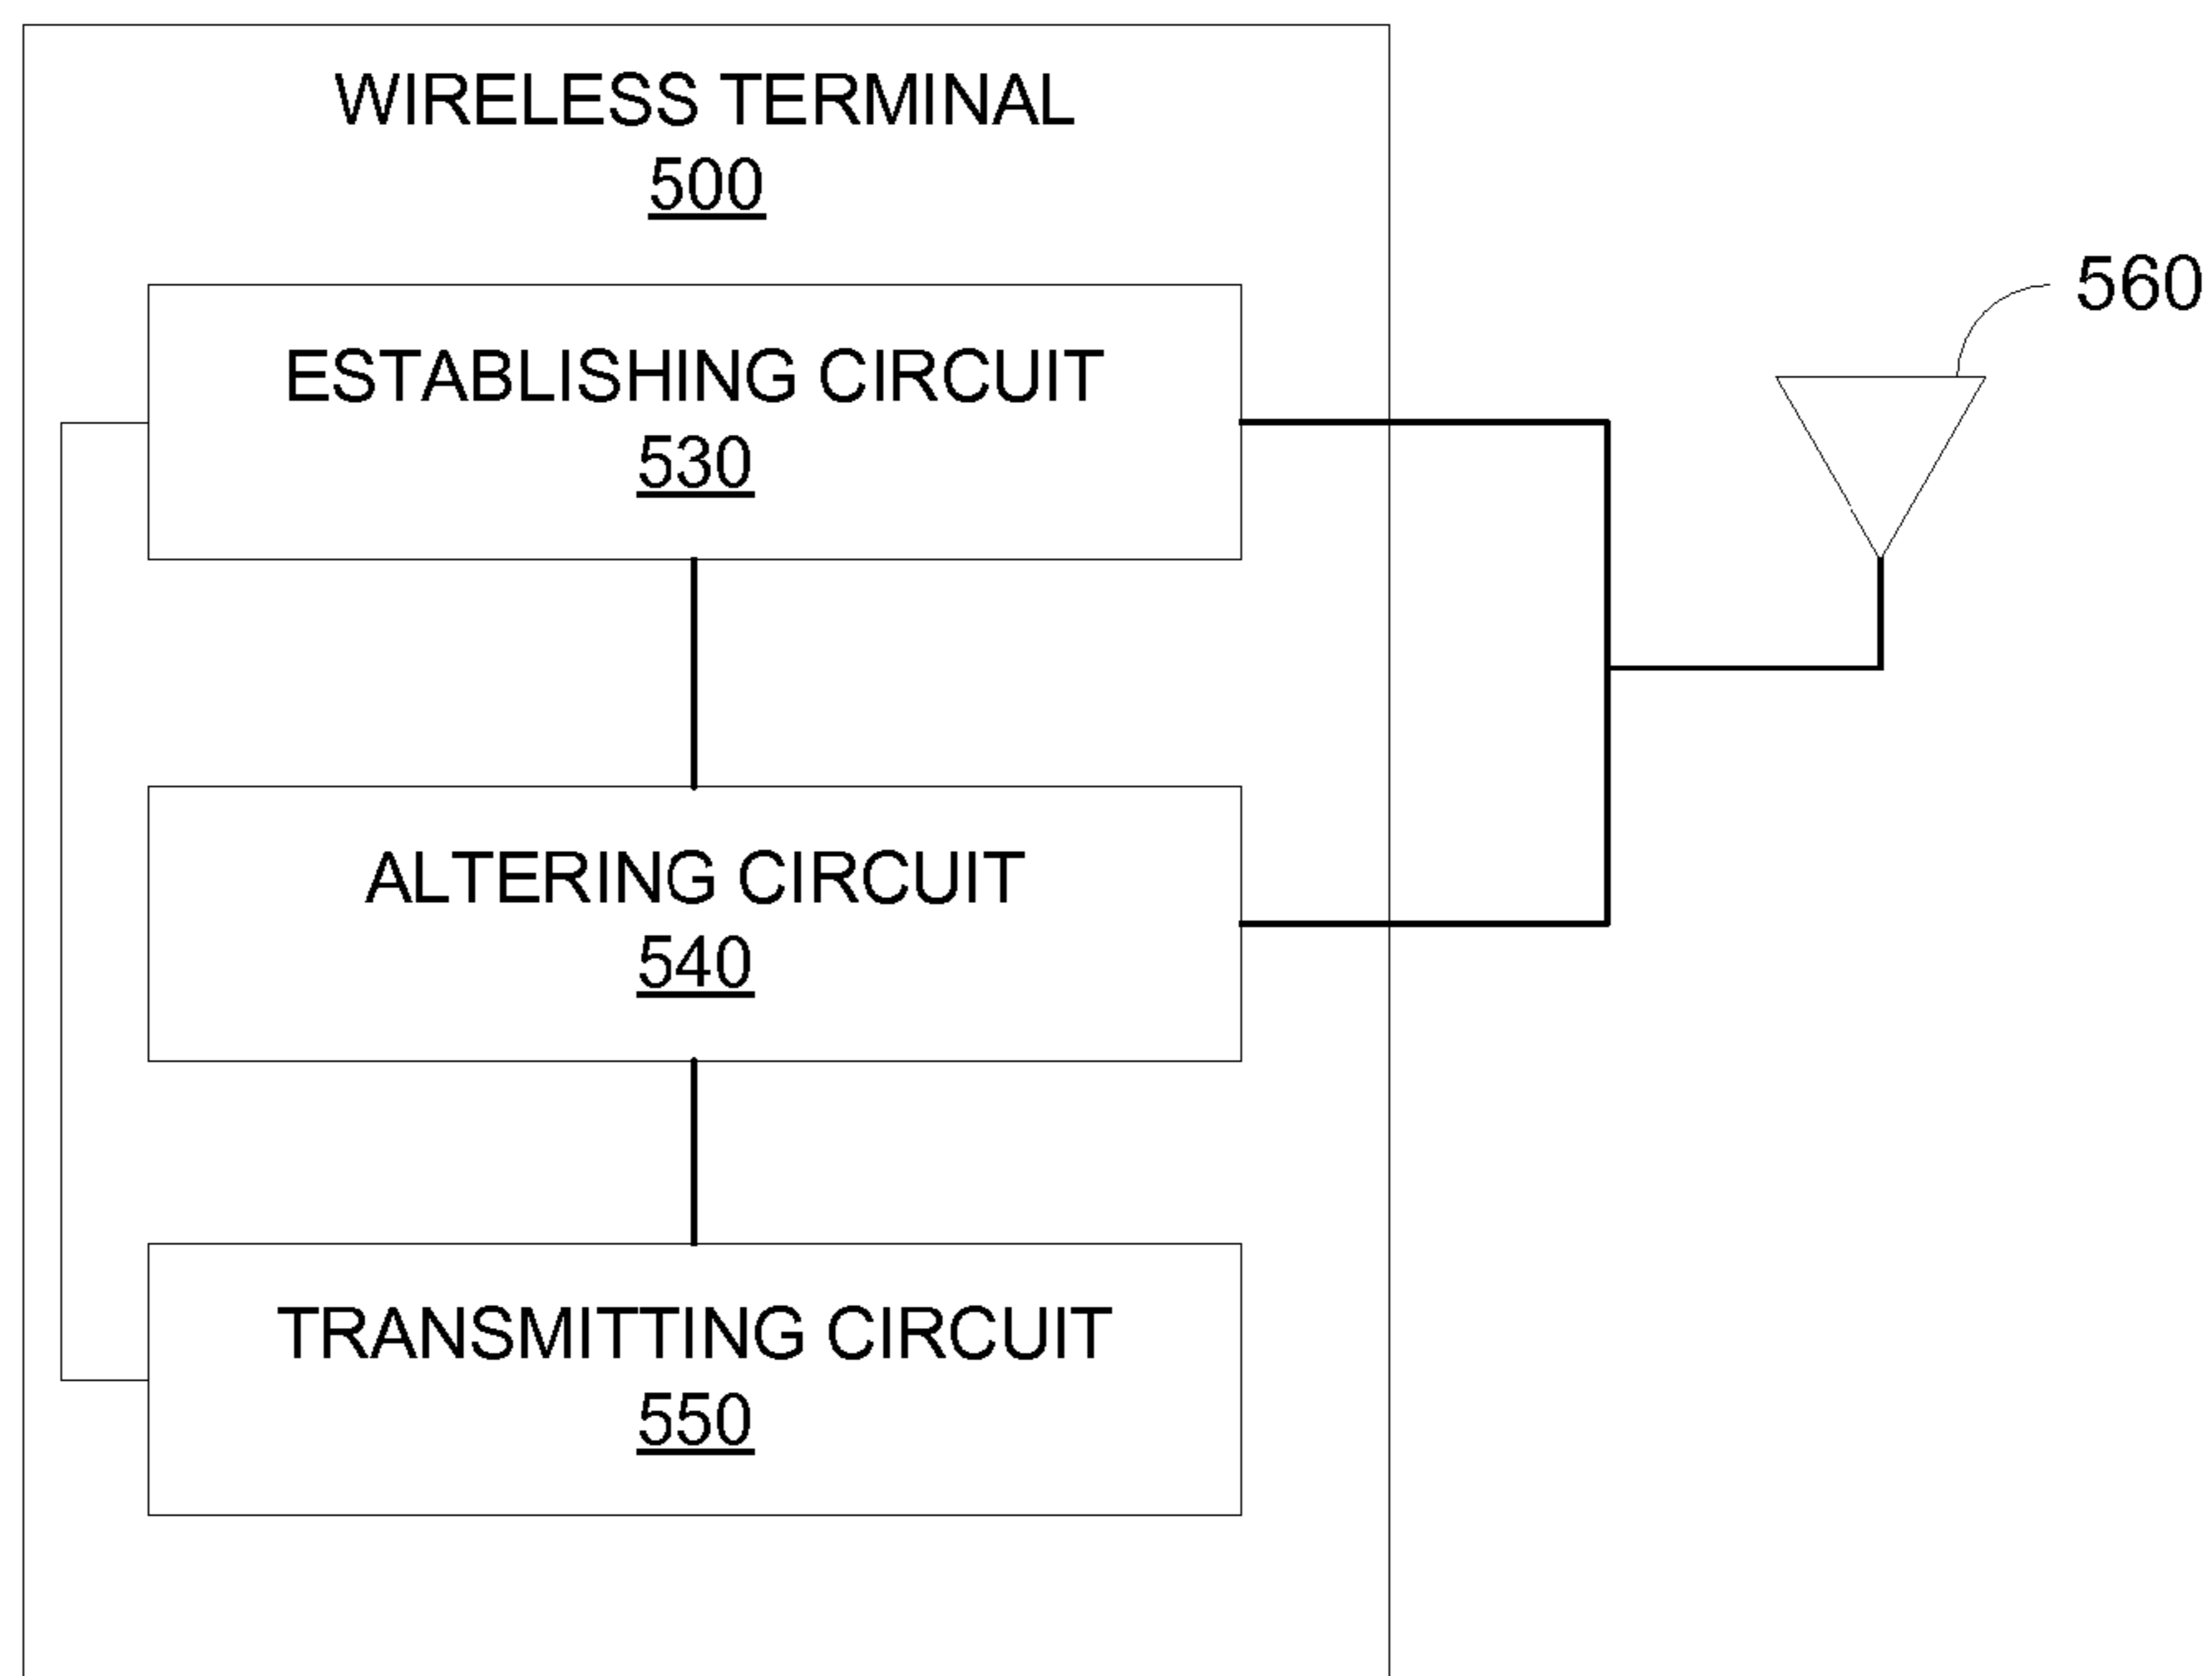 WIRELESS TERMINAL
500
560
ESTABLISHING CIRCUIT
530
ALTERING CIRCUIT
540
TRANSMITTING CIRCUIT
550